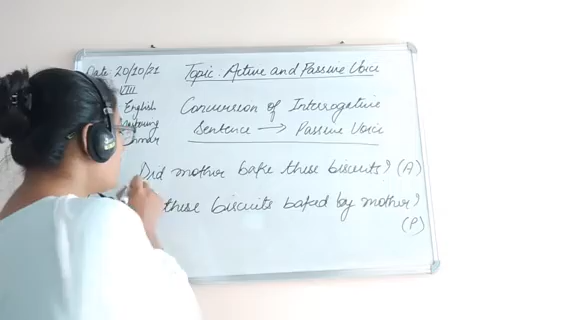 Date: 20/10/21
Topic: Active and Passive Voice
VIII
English
Conversion of Interrogative
Sentence → Passive Voice
Did mother bake these biscuits? (A)
these biscuits baked by mother?
(P)